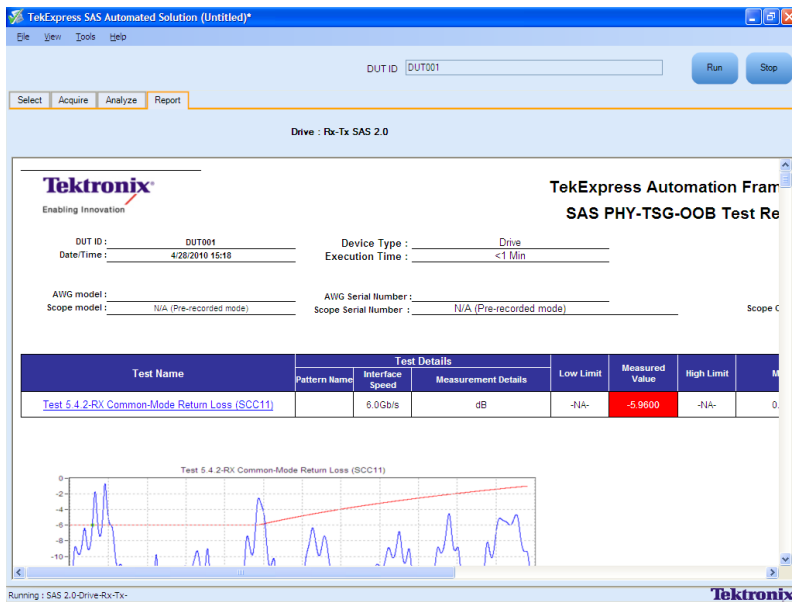 TekExpress SAS Automated Solution (Untitled)*
File View Tools Help
DUT ID DUT001 Run Stop
Select Acquire Analyze Report
Drive : Rx-Tx SAS 2.0
Tektronix
Enabling Innovation
TekExpress Automation Fram
SAS PHY-TSG-OOB Test Re
DUT ID : DUT001 Device Type : Drive
Date/Time : 4/28/2010 15:18 Execution Time : <1 Min
AWG model : AWG Serial Number :
Scope model : N/A (Pre-recorded mode) Scope Serial Number : N/A (Pre-recorded mode) Scope
Test Name Test Details Low Limit Measured Value High Limit M
Pattern Name Interface Speed Measurement Details
Test 5.4.2-RX Common-Mode Return Loss (SCC11) 6.0Gb/s dB -NA- -5.9600 -NA- 0.
Test 5.4.2-RX Common-Mode Return Loss (SCC11)
0
-2
-4
-6
-8
-10
Running : SAS 2.0-Drive-Rx-Tx- Tektronix